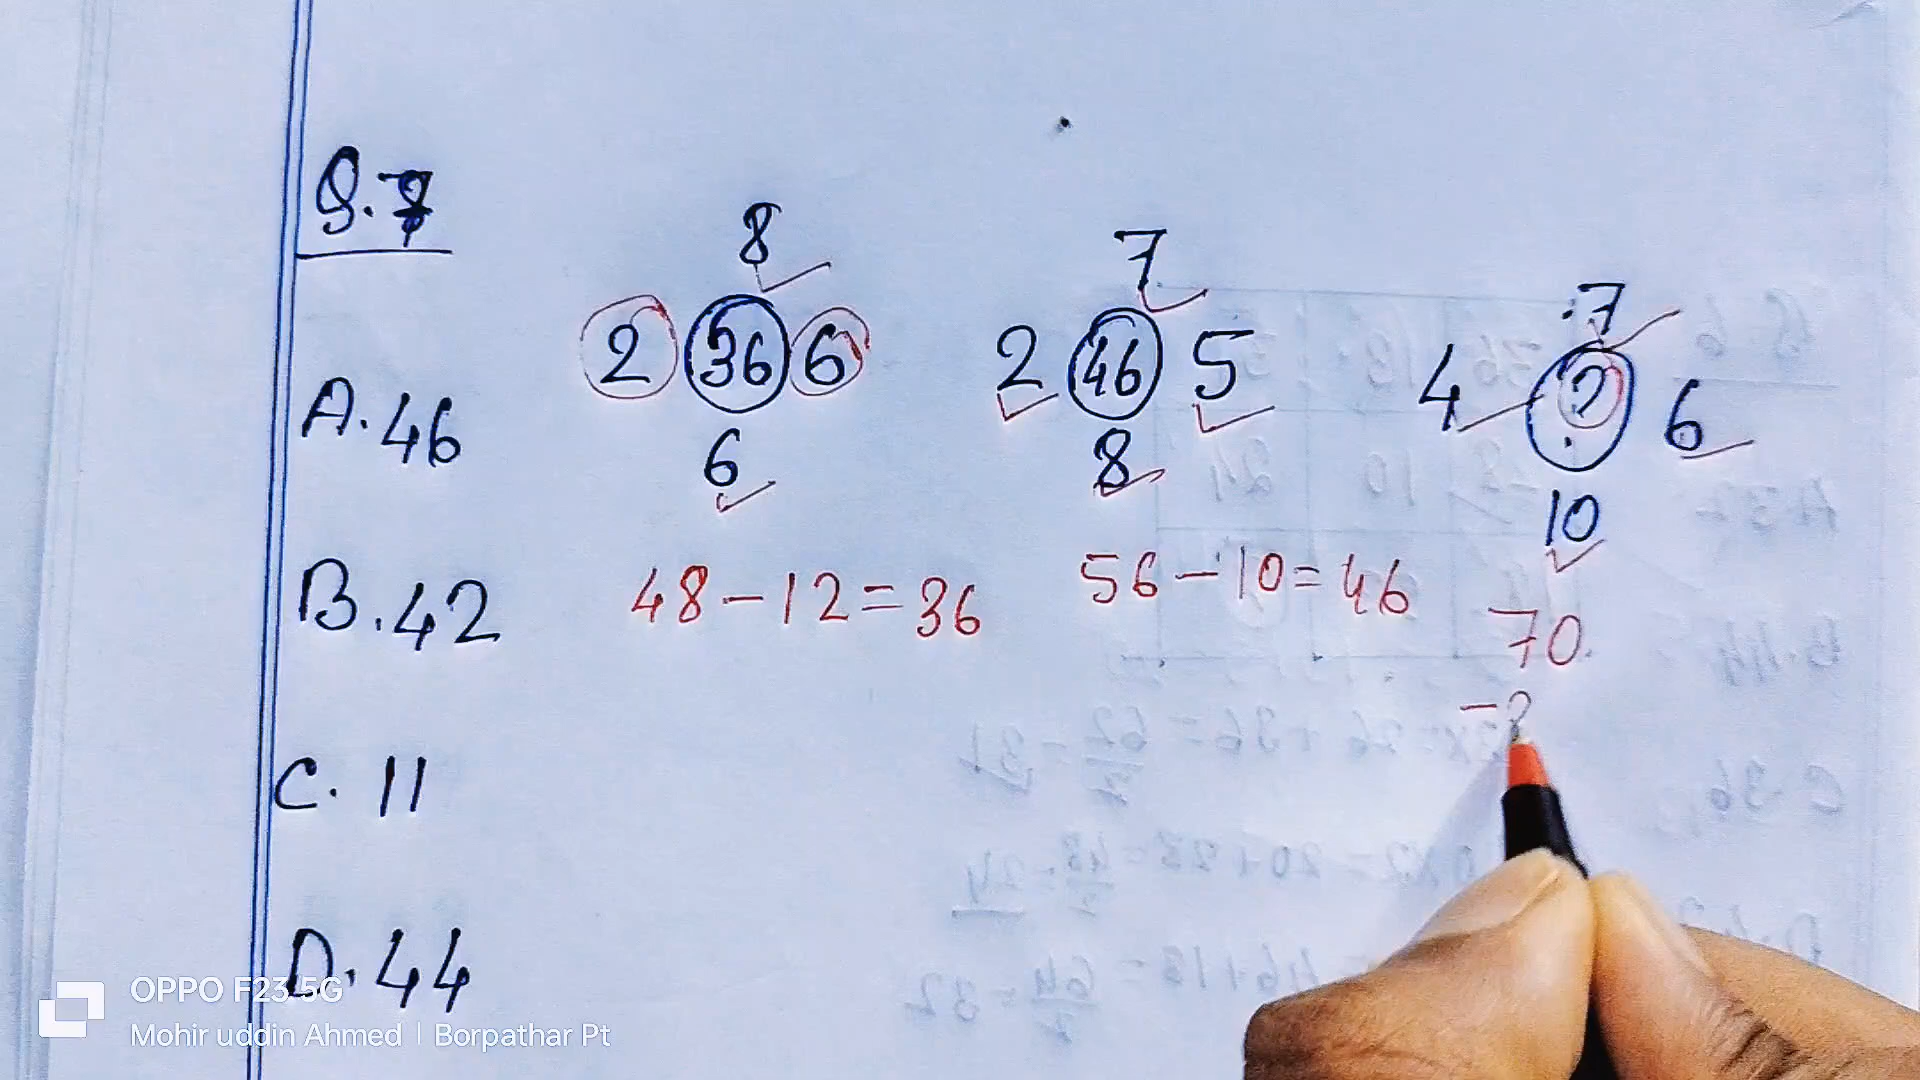 Q.7
8
2 36 6
6
48-12=36
7
2 46 5
8
56-10=46
7
4 ? 6
10
70
-2
A. 46
B. 42
C. 11
D. 44
OPPO F23 5G
Mohir uddin Ahmed | Borpathar Pt